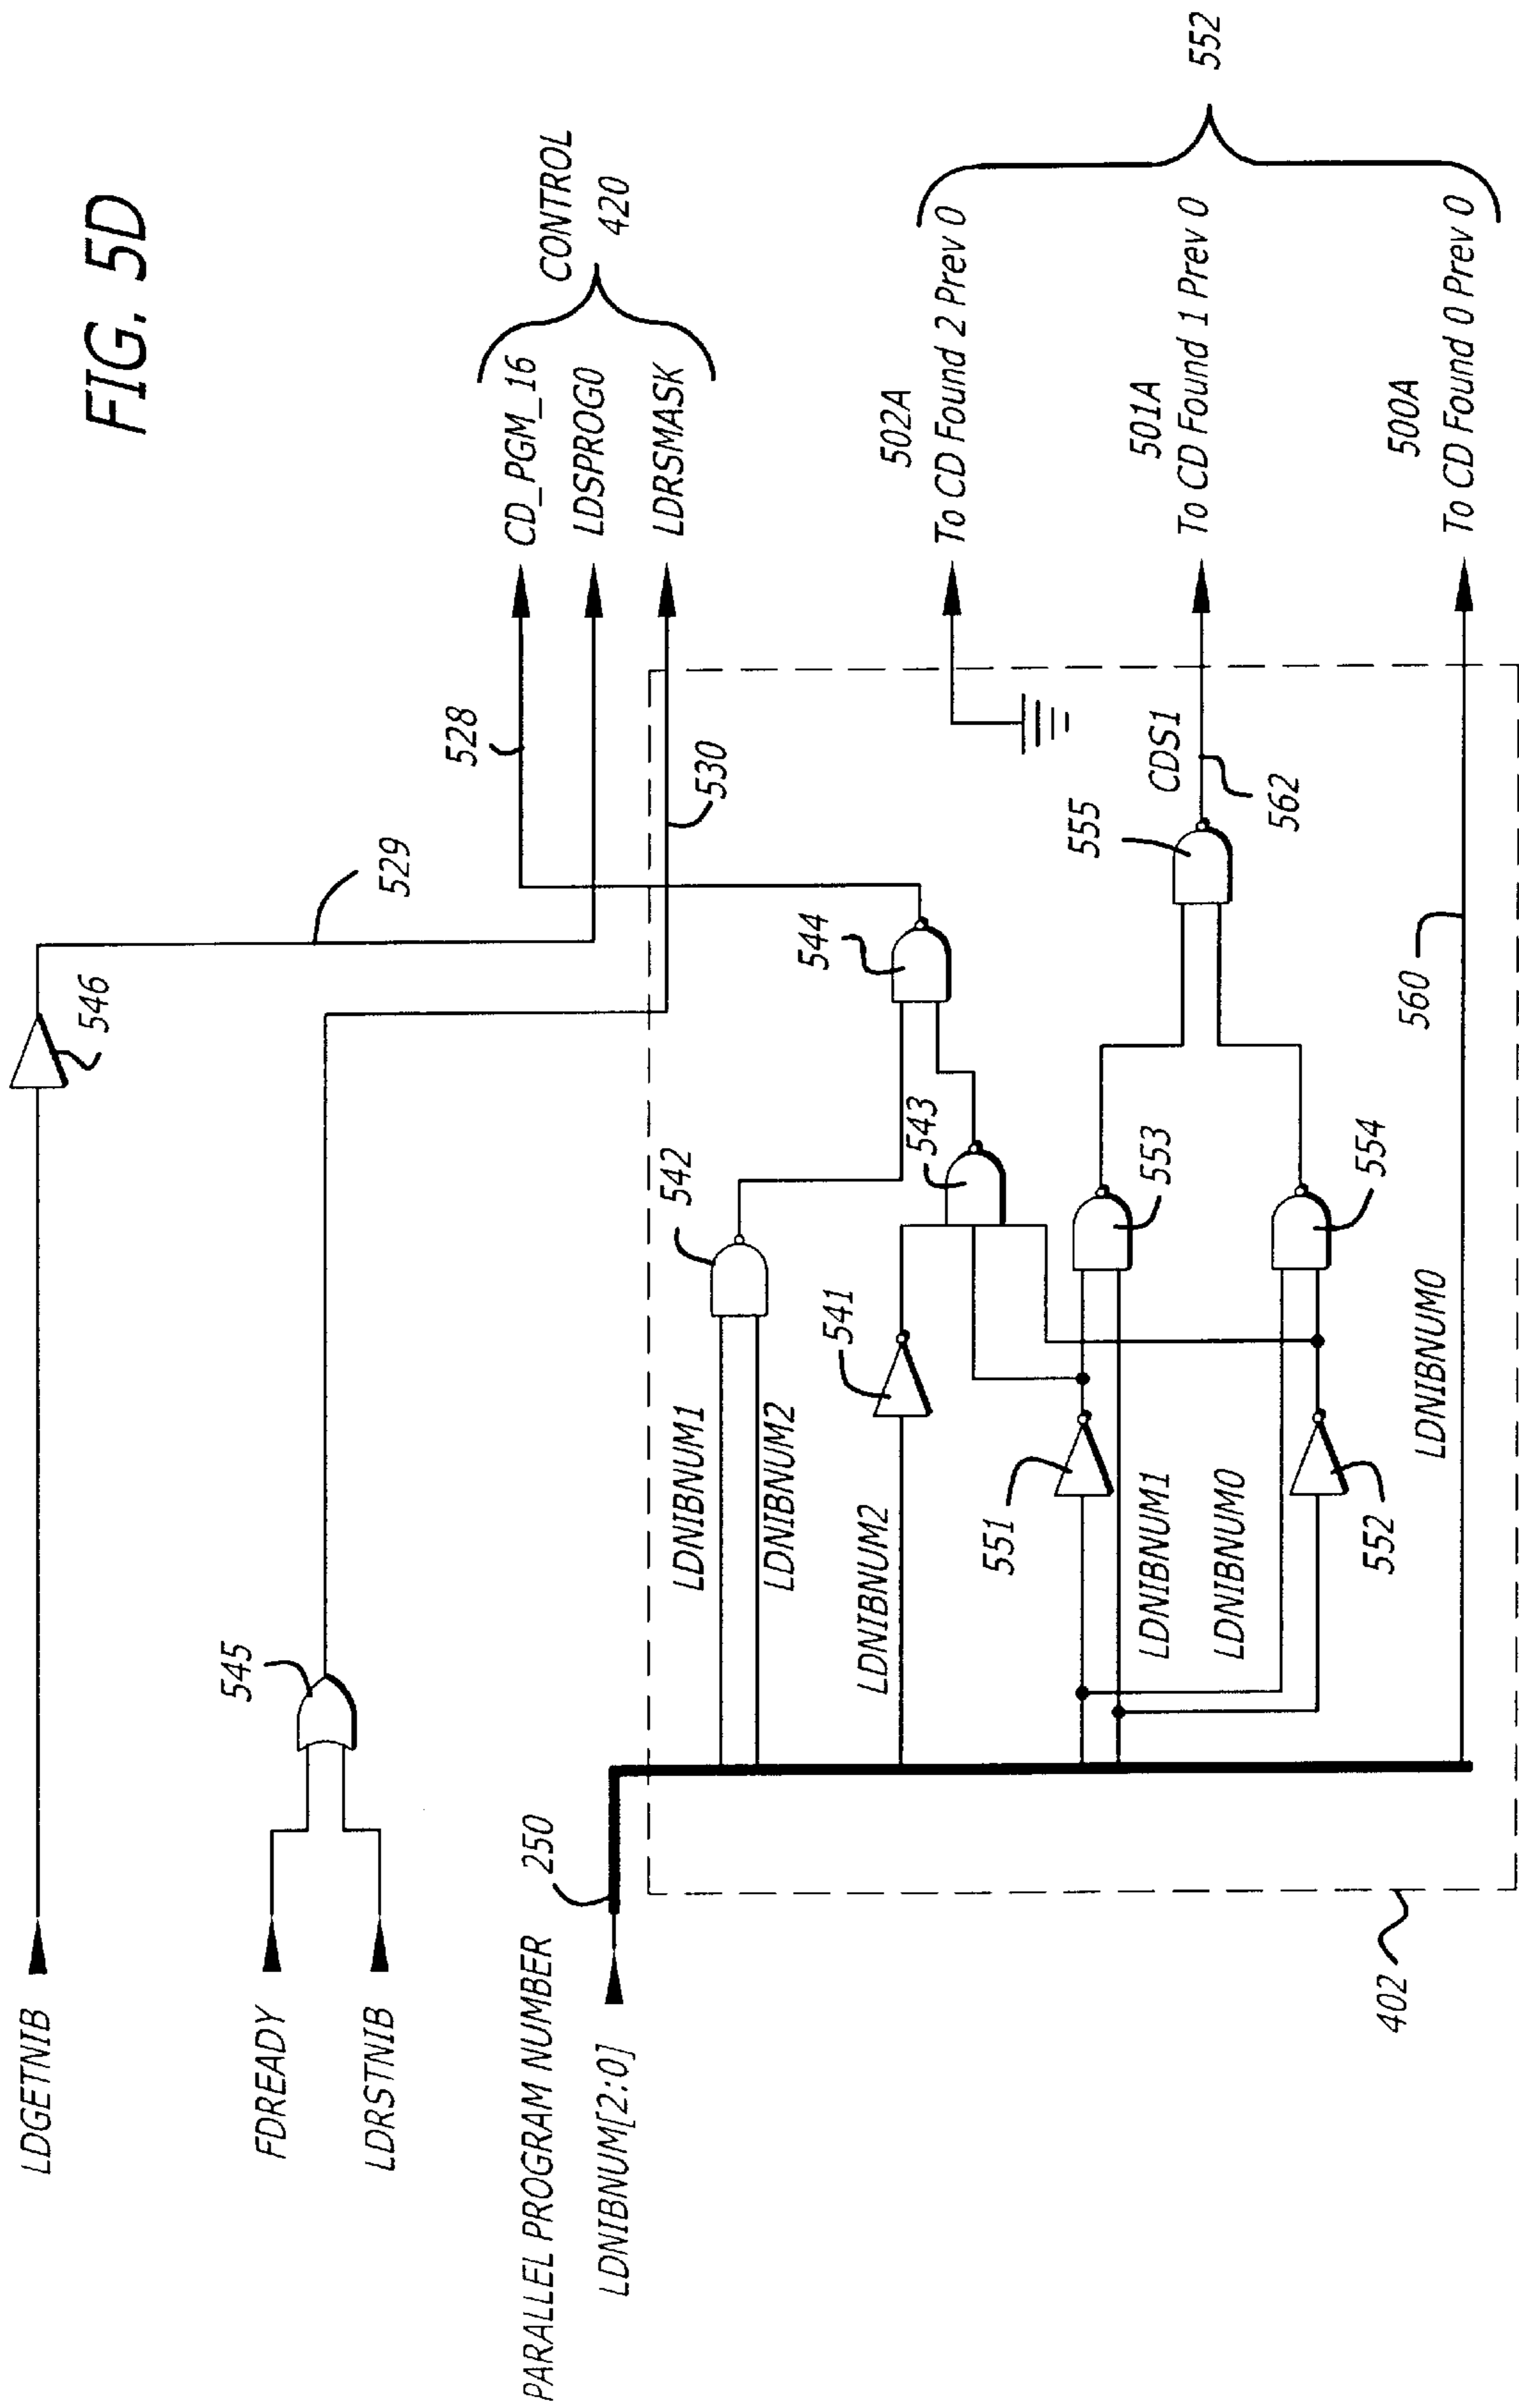 FIG. 5D
LDGETNIB
546
529
FDREADY
LDRSTNIB
545
528
530
CD_PGM_16
LDSPROG0
LDRSMASK
CONTROL
420
PARALLEL PROGRAM NUMBER
LDNIBNUM[2:0]
250
LDNIBNUM1
LDNIBNUM2
542
544
LDNIBNUM2
541
543
502A
To CD Found 2 Prev 0
551
553
555
CDS1
562
501A
To CD Found 1 Prev 0
552
LDNIBNUM1
LDNIBNUM0
552
554
LDNIBNUM0
560
500A
To CD Found 0 Prev 0
402